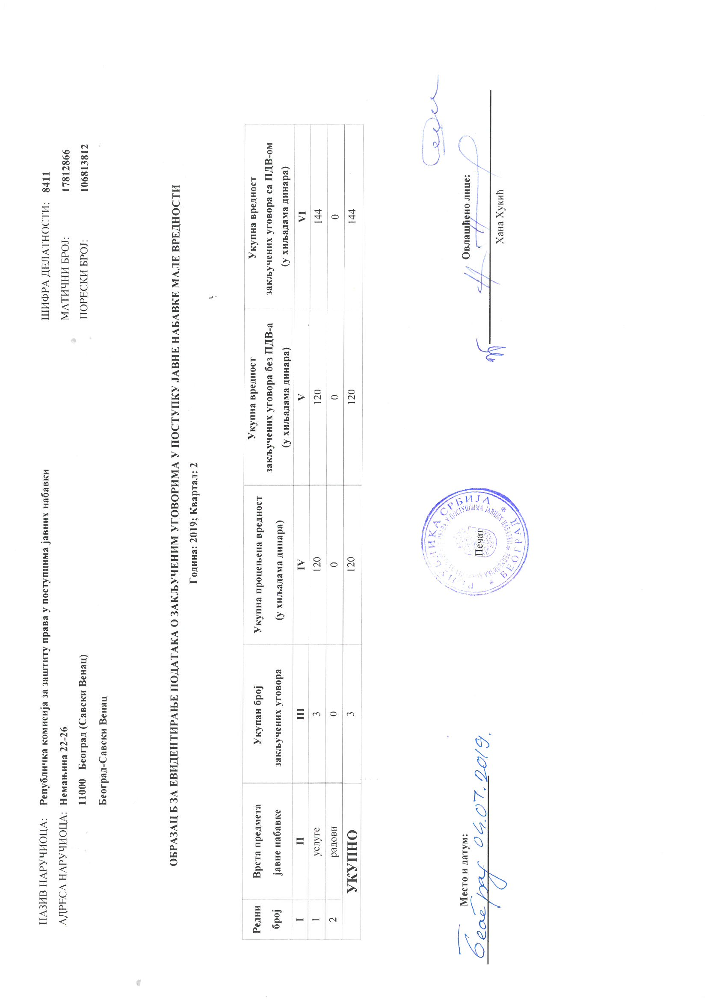 НАЗИВ НАРУЧИОЦА: Републичка комисија за заштиту права у поступцима јавних набавки ШИФРА ДЕЛАТНОСТИ: 8411
АДРЕСА НАРУЧИОЦА: Немањина 22-26 МАТИЧНИ БРОЈ: 17812866
11000 Београд (Савски Венац) ПОРЕСКИ БРОЈ: 106813812
Београд-Савски Венац
ОБРАЗАЦ Б ЗА ЕВИДЕНТИРАЊЕ ПОДАТАКА О ЗАКЉУЧЕНИМ УГОВОРИМА У ПОСТУПКУ ЈАВНЕ НАБАВКЕ МАЛЕ ВРЕДНОСТИ
Година: 2019; Квартал: 2
Редни број Врста предмета јавне набавке Укупан број закључених уговора Укупна процењена вредност (у хиљадама динара) Укупна вредност закључених уговора без ПДВ-а (у хиљадама динара) Укупна вредност закључених уговора са ПДВ-ом (у хиљадама динара)
I II III IV V VI
1 услуге 3 120 120 144
2 радови 0 0 0 0
УКУПНО 3 120 120 144
Место и датум:
Београд 04.07.2019.
Печат
РЕПУБЛИКА СРБИЈА * БЕОГРАД *
ПРАВА У ПОСТУПЦИМА ЈАВНИХ НАБАВКИ * РЕПУБЛИЧКА
Овлашћено лице:
Хана Хукић